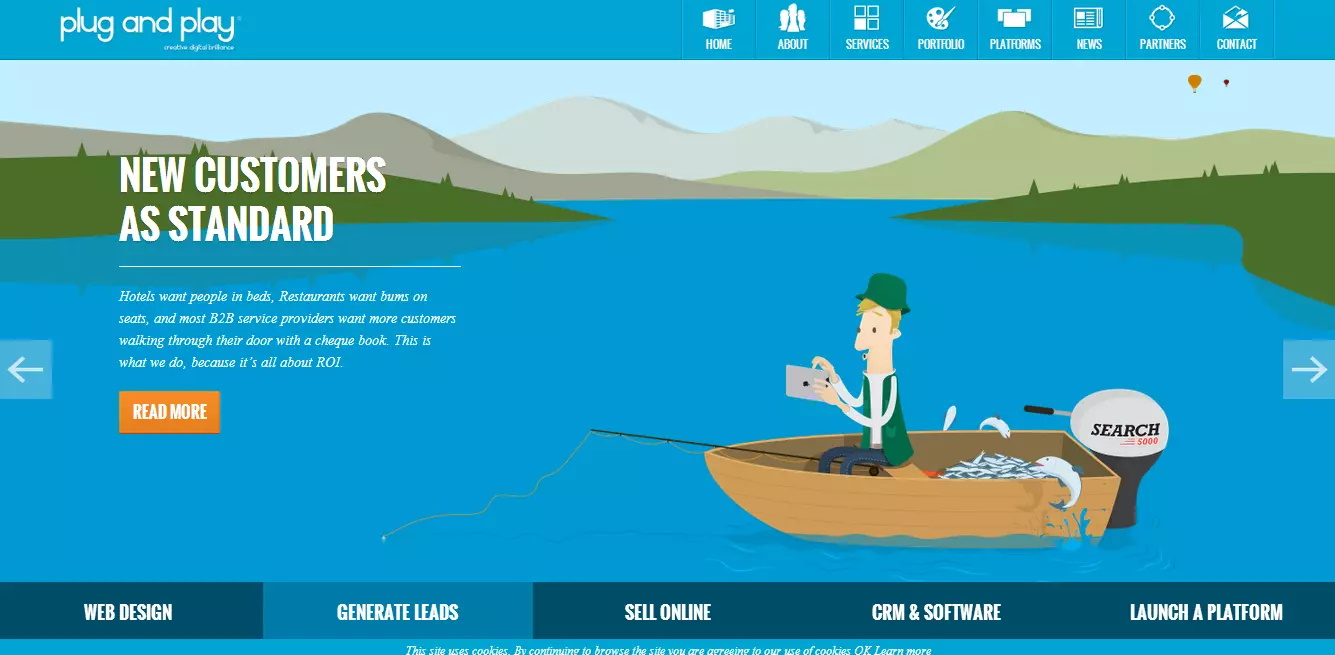 plug and play
creative digital brilliance
HOME
ABOUT
SERVICES
PORTFOLIO
PLATFORMS
NEWS
PARTNERS
CONTACT
NEW CUSTOMERS
AS STANDARD
Hotels want people in beds, Restaurants want bums on
seats, and most B2B service providers want more customers
walking through their door with a cheque book. This is
what we do, because it's all about ROI.
READ MORE
SEARCH
5000
WEB DESIGN
GENERATE LEADS
SELL ONLINE
CRM & SOFTWARE
LAUNCH A PLATFORM
This site uses cookies. By continuing to browse the site you are agreeing to our use of cookies OK Learn more